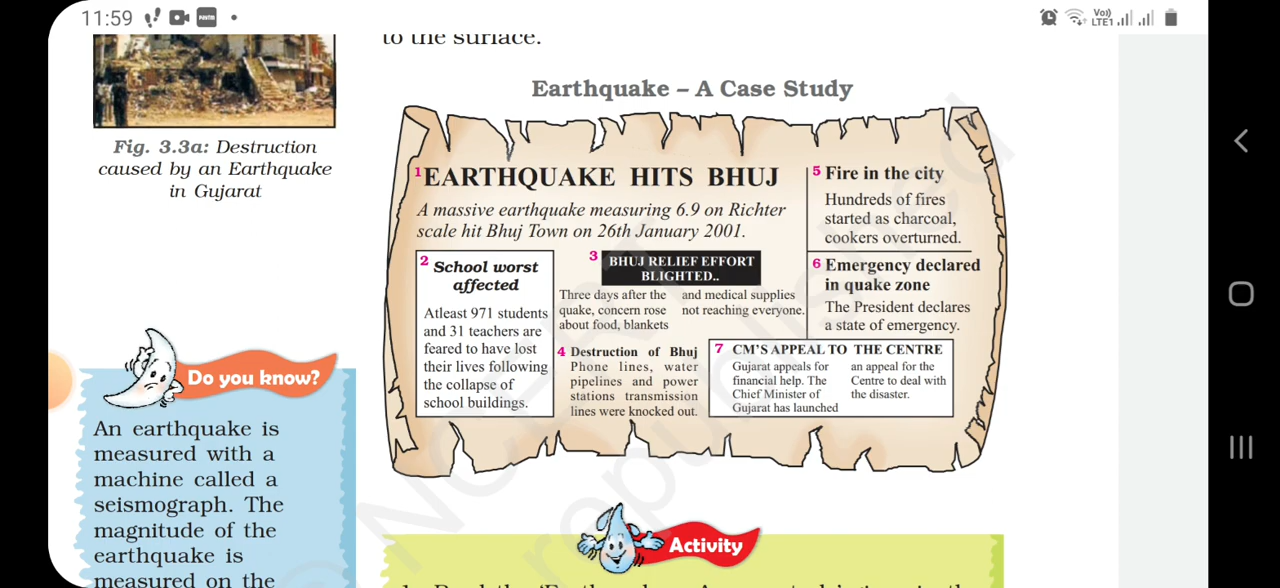 11:59
Vo))
LTE1
to the surface.
Fig. 3.3a: Destruction
caused by an Earthquake
in Gujarat
Earthquake – A Case Study
1 EARTHQUAKE HITS BHUJ
A massive earthquake measuring 6.9 on Richter
scale hit Bhuj Town on 26th January 2001.
2 School worst
affected
Atleast 971 students
and 31 teachers are
feared to have lost
their lives following
the collapse of
school buildings.
3 BHUJ RELIEF EFFORT
BLIGHTED..
Three days after the
quake, concern rose
about food, blankets
and medical supplies
not reaching everyone.
4 Destruction of Bhuj
Phone lines, water
pipelines and power
stations transmission
lines were knocked out.
5 Fire in the city
Hundreds of fires
started as charcoal,
cookers overturned.
6 Emergency declared
in quake zone
The President declares
a state of emergency.
7 CM'S APPEAL TO THE CENTRE
Gujarat appeals for
financial help. The
Chief Minister of
Gujarat has launched
an appeal for the
Centre to deal with
the disaster.
Do you know?
An earthquake is
measured with a
machine called a
seismograph. The
magnitude of the
earthquake is
measured on the
Activity
© NCERT
republished